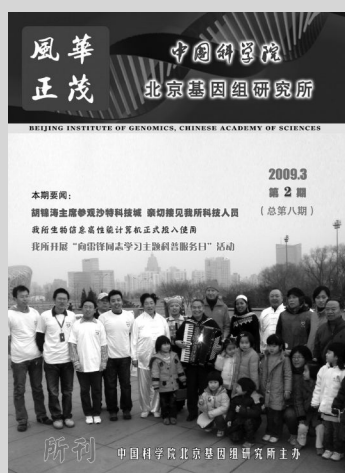 風華
正茂
中国科学院
北京基因组研究所
BEIJING INSTITUTE OF GENOMICS, CHINESE ACADEMY OF SCIENCES
2009.3
第 2 期
（总第八期）
本期要闻：
胡锦涛主席参观沙特科技城 亲切接见我所科技人员
我所生物信息高性能计算机正式投入使用
我所开展“向雷锋同志学习主题科普服务日”活动
所刊
中国科学院北京基因组研究所主办